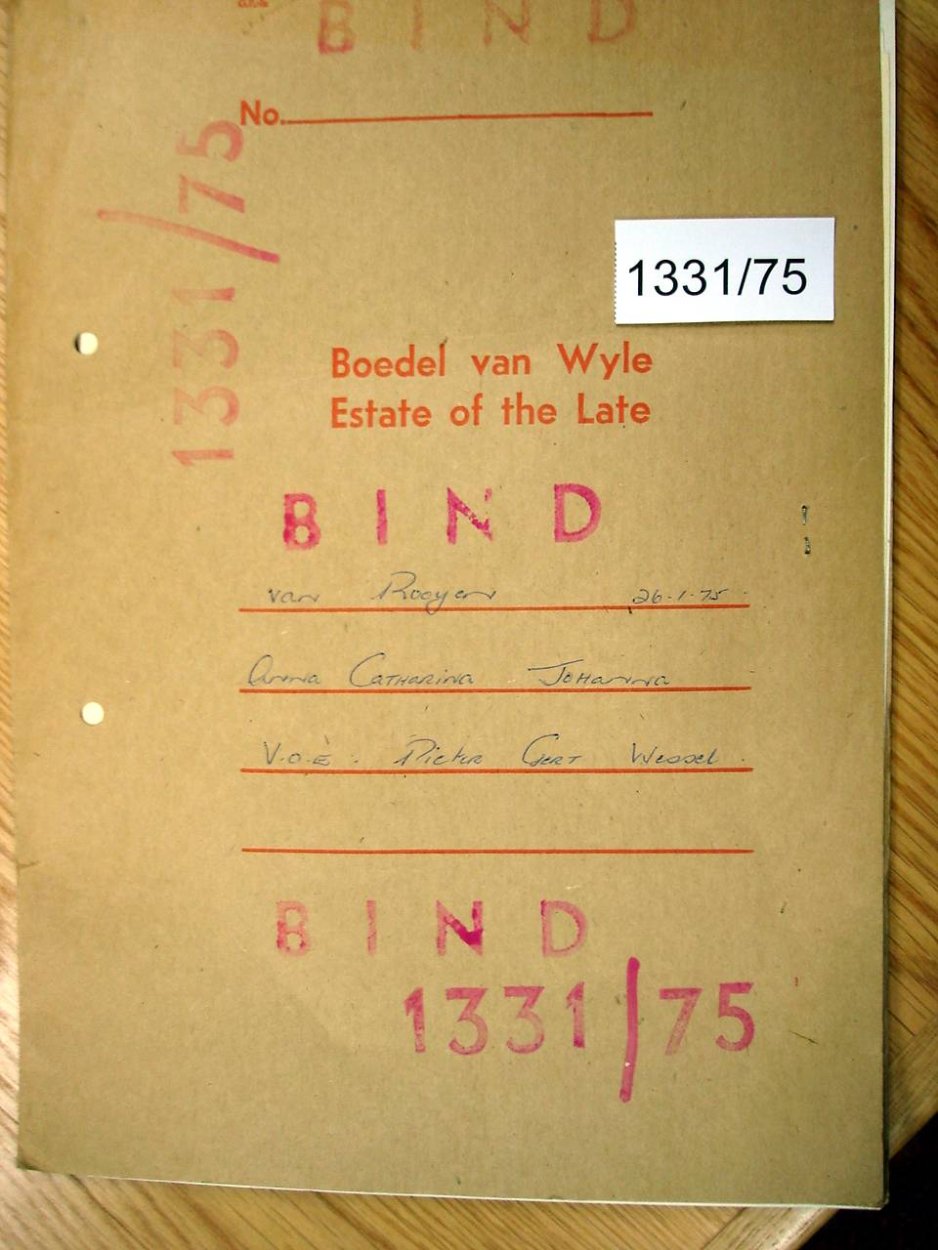 BIND
No.
1331/75
1331/75
Boedel van Wyle
Estate of the Late
BIND
van Rooyen 26.1.75
Anna Catharina Johanna
V.O.E. Pieter Gert Wessel
BIND
1331/75